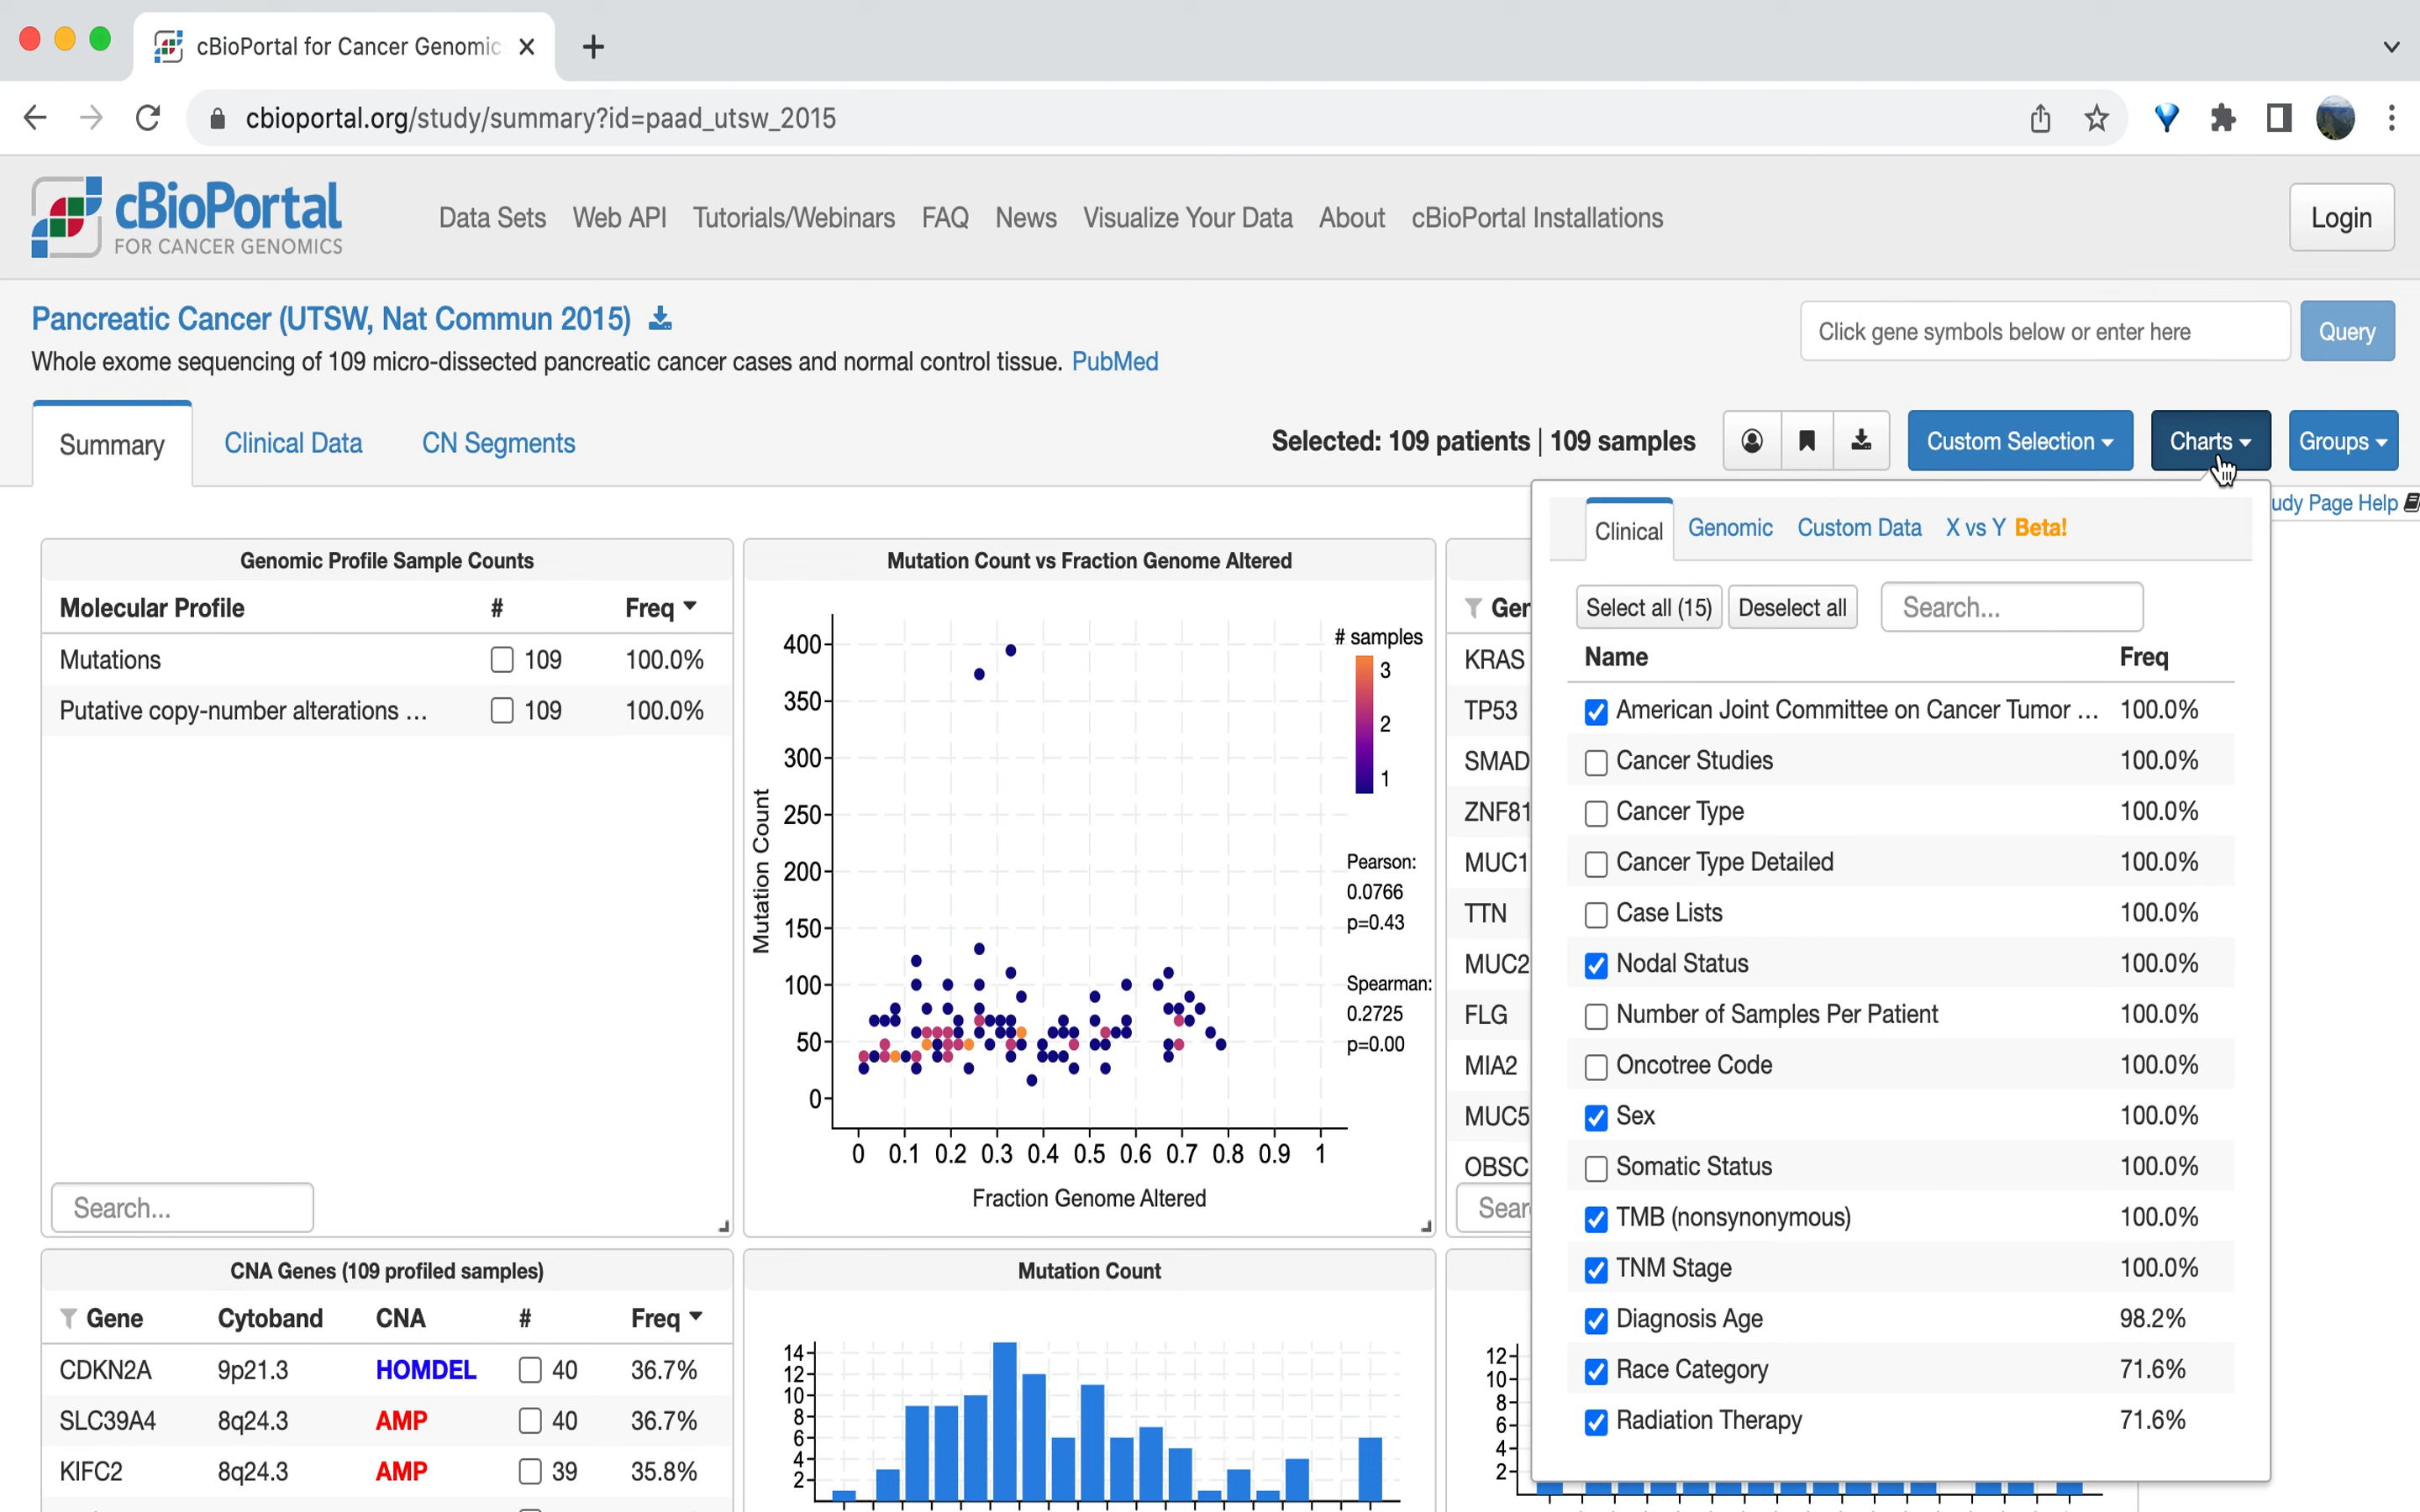 cBioPortal for Cancer Genomic
cbioportal.org/study/summary?id=paad_utsw_2015
cBioPortal
FOR CANCER GENOMICS
Data Sets Web API Tutorials/Webinars FAQ News Visualize Your Data About cBioPortal Installations
Login
Pancreatic Cancer (UTSW, Nat Commun 2015)
Click gene symbols below or enter here Query
Whole exome sequencing of 109 micro-dissected pancreatic cancer cases and normal control tissue. PubMed
Summary Clinical Data CN Segments
Selected: 109 patients | 109 samples
Custom Selection Charts Groups
udy Page Help
Genomic Profile Sample Counts
Molecular Profile # Freq
Mutations 109 100.0%
Putative copy-number alterations ... 109 100.0%
Search...
Mutation Count vs Fraction Genome Altered
Mutation Count
400
350
300
250
200
150
100
50
0
0 0.1 0.2 0.3 0.4 0.5 0.6 0.7 0.8 0.9 1
Fraction Genome Altered
# samples
3
2
1
Pearson:
0.0766
p=0.43
Spearman:
0.2725
p=0.00
Ger
KRAS
TP53
SMAD
ZNF81
MUC1
TTN
MUC2
FLG
MIA2
MUC5
OBSC
Sear
Clinical Genomic Custom Data X vs Y Beta!
Select all (15) Deselect all Search...
Name Freq
American Joint Committee on Cancer Tumor ... 100.0%
Cancer Studies 100.0%
Cancer Type 100.0%
Cancer Type Detailed 100.0%
Case Lists 100.0%
Nodal Status 100.0%
Number of Samples Per Patient 100.0%
Oncotree Code 100.0%
Sex 100.0%
Somatic Status 100.0%
TMB (nonsynonymous) 100.0%
TNM Stage 100.0%
Diagnosis Age 98.2%
Race Category 71.6%
Radiation Therapy 71.6%
CNA Genes (109 profiled samples)
Gene Cytoband CNA # Freq
CDKN2A 9p21.3 HOMDEL 40 36.7%
SLC39A4 8q24.3 AMP 40 36.7%
KIFC2 8q24.3 AMP 39 35.8%
Mutation Count
14
12
10
8
6
4
2
12
10
8
6
4
2